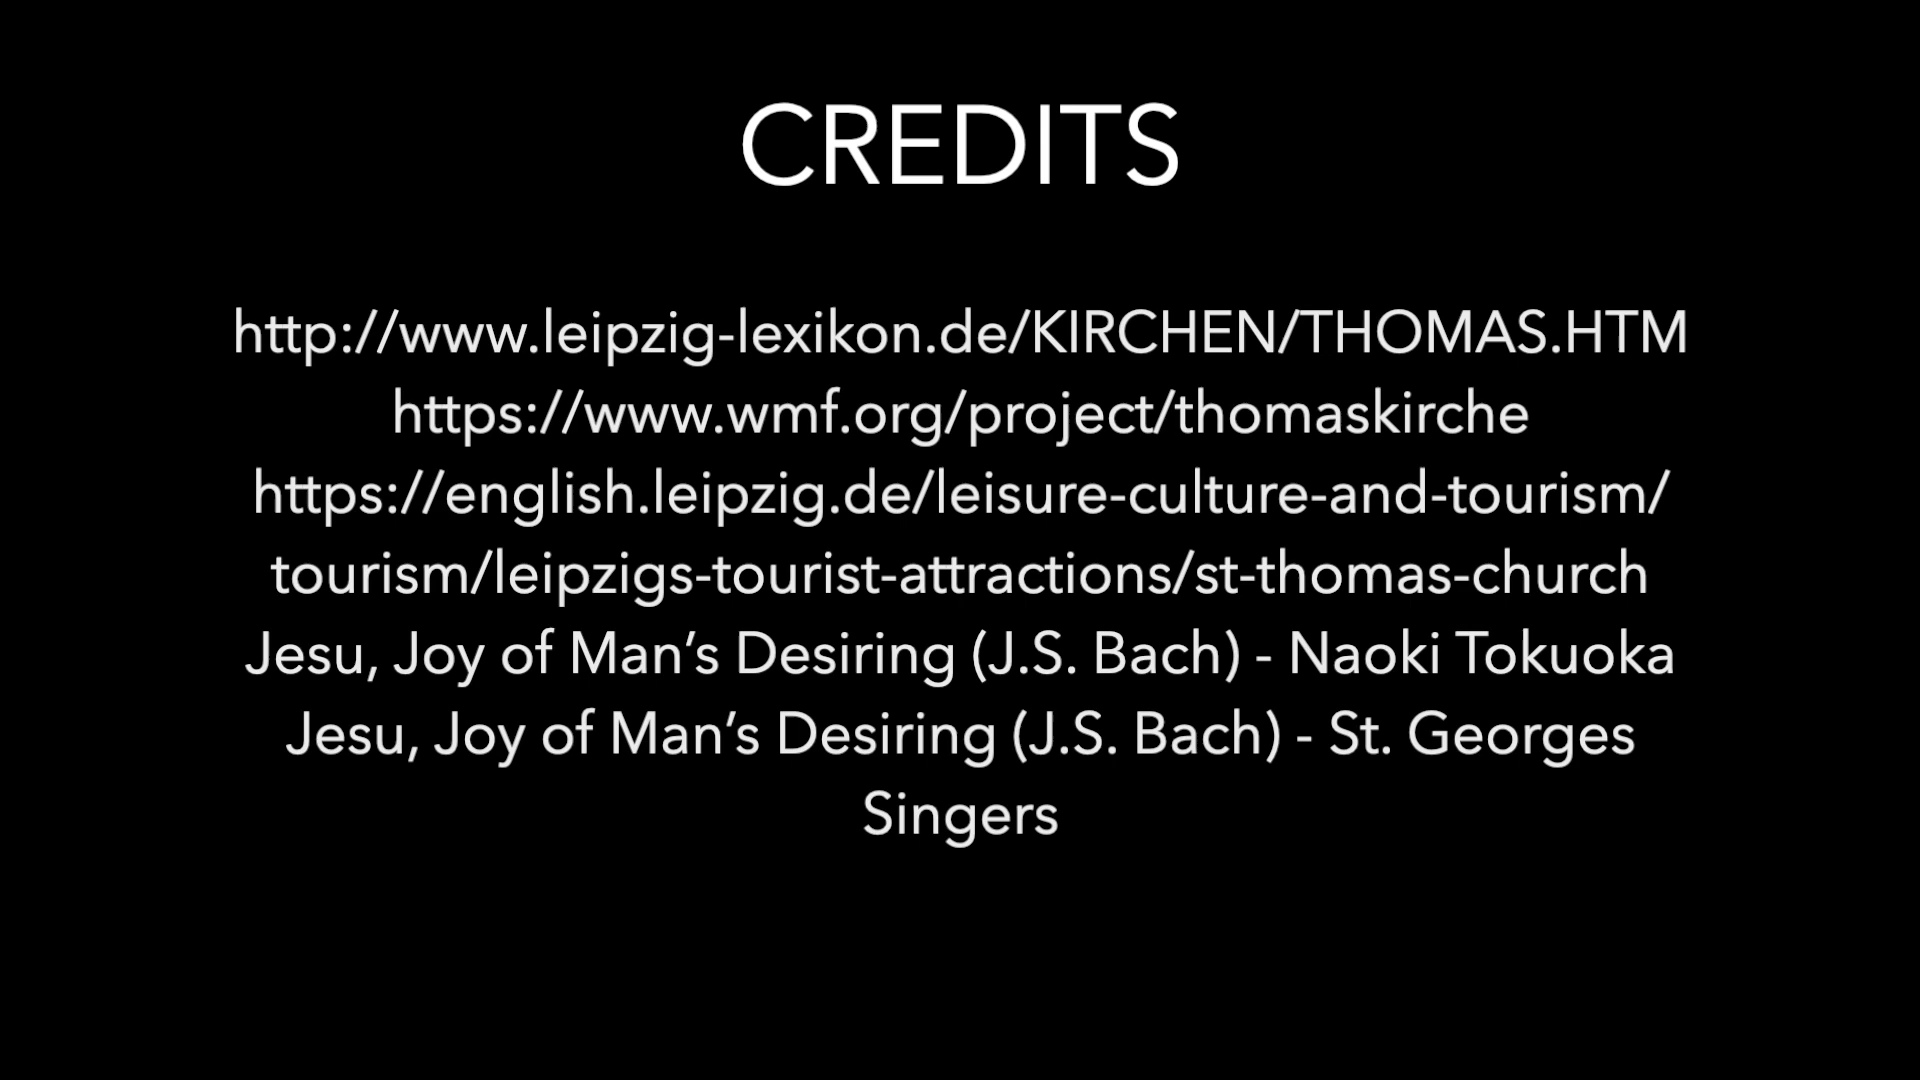 CREDITS
http://www.leipzig-lexikon.de/KIRCHEN/THOMAS.HTM
https://www.wmf.org/project/thomaskirche
https://english.leipzig.de/leisure-culture-and-tourism/
tourism/leipzigs-tourist-attractions/st-thomas-church
Jesu, Joy of Man’s Desiring (J.S. Bach) - Naoki Tokuoka
Jesu, Joy of Man’s Desiring (J.S. Bach) - St. Georges
Singers